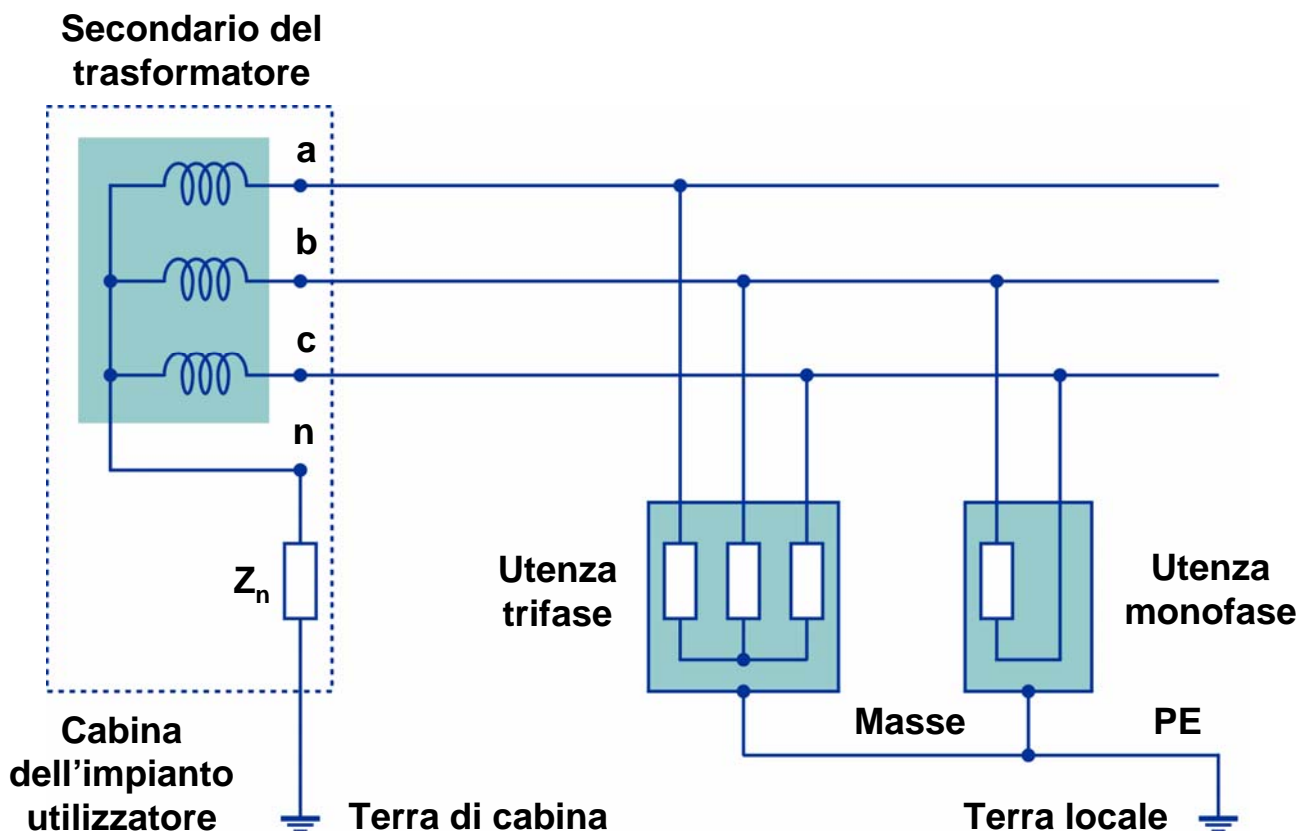 Secondario del
trasformatore
a
b
c
n
Zn
Utenza
trifase
Utenza
monofase
Masse
PE
Cabina
dell’impianto
utilizzatore
Terra di cabina
Terra locale